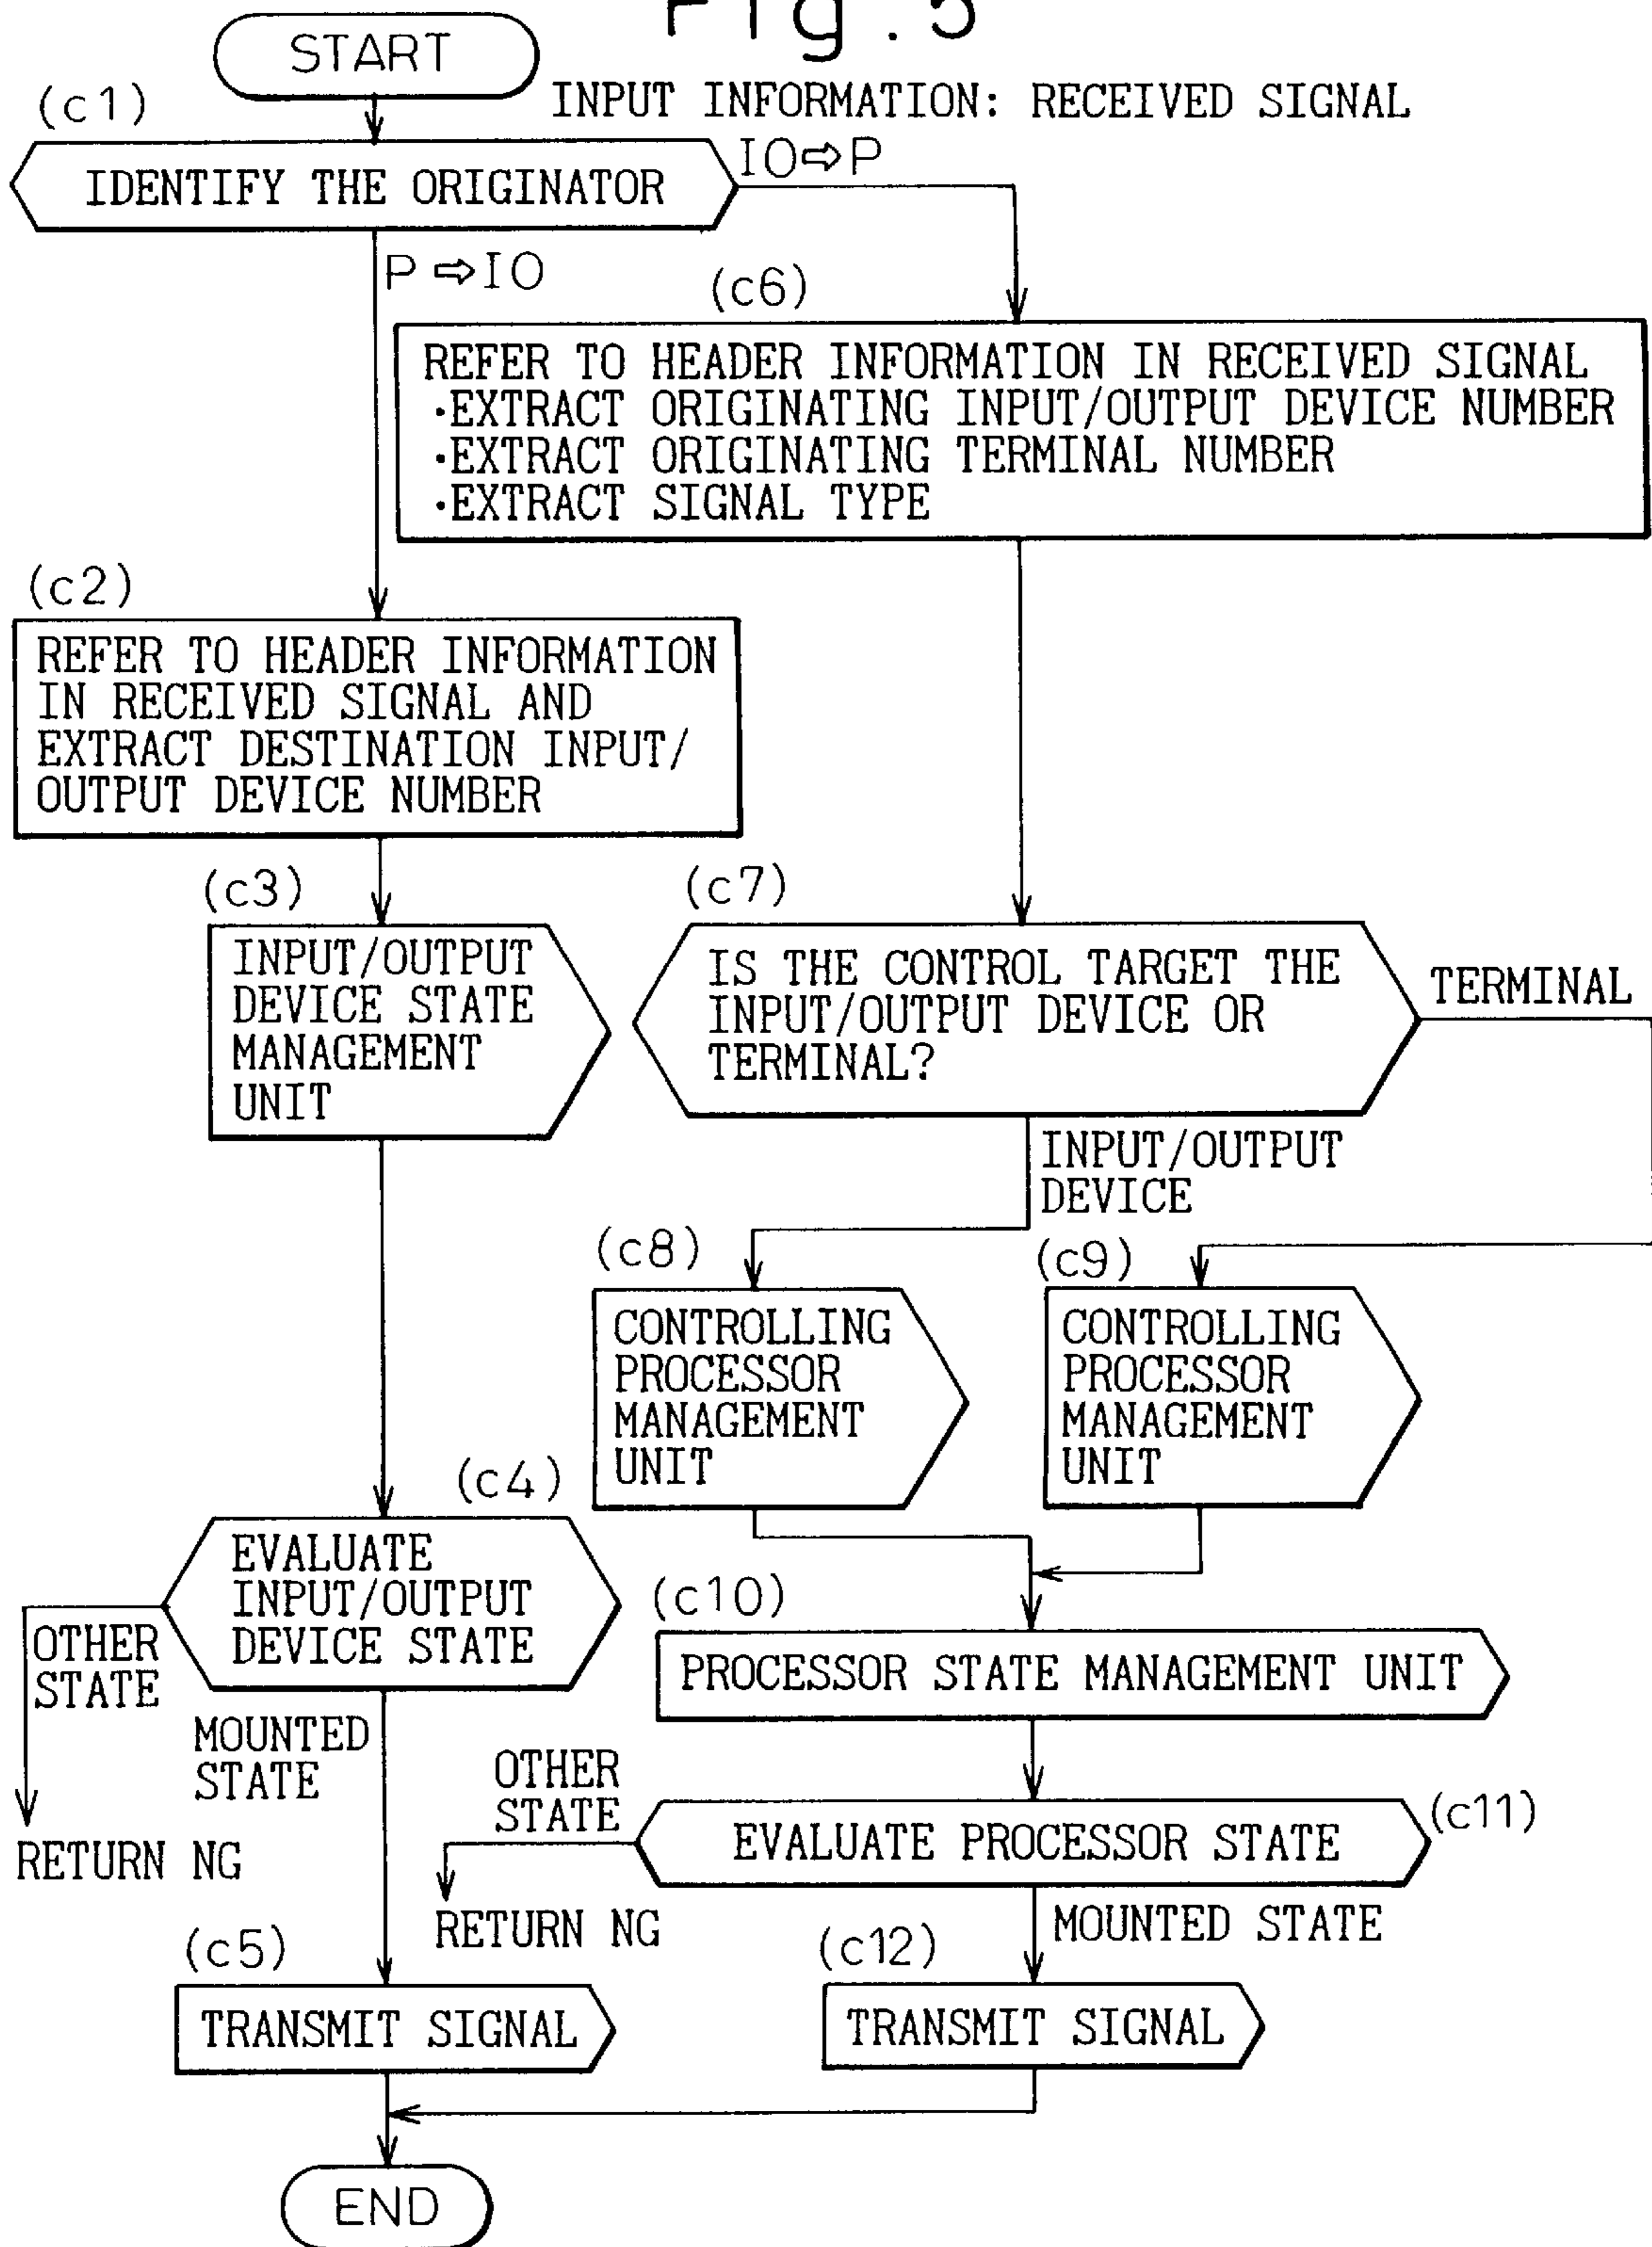 Fig.5
START
INPUT INFORMATION: RECEIVED SIGNAL
(c1)
IDENTIFY THE ORIGINATOR
IO⇨P
P⇨IO
(c6)
REFER TO HEADER INFORMATION IN RECEIVED SIGNAL
·EXTRACT ORIGINATING INPUT/OUTPUT DEVICE NUMBER
·EXTRACT ORIGINATING TERMINAL NUMBER
·EXTRACT SIGNAL TYPE
(c2)
REFER TO HEADER INFORMATION
IN RECEIVED SIGNAL AND
EXTRACT DESTINATION INPUT/
OUTPUT DEVICE NUMBER
(c3)
INPUT/OUTPUT
DEVICE STATE
MANAGEMENT
UNIT
(c7)
IS THE CONTROL TARGET THE
INPUT/OUTPUT DEVICE OR
TERMINAL?
TERMINAL
INPUT/OUTPUT
DEVICE
(c8)
CONTROLLING
PROCESSOR
MANAGEMENT
UNIT
(c9)
CONTROLLING
PROCESSOR
MANAGEMENT
UNIT
(c4)
EVALUATE
INPUT/OUTPUT
DEVICE STATE
OTHER
STATE
RETURN NG
MOUNTED
STATE
(c10)
PROCESSOR STATE MANAGEMENT UNIT
(c11)
EVALUATE PROCESSOR STATE
OTHER
STATE
RETURN NG
MOUNTED STATE
(c5)
TRANSMIT SIGNAL
(c12)
TRANSMIT SIGNAL
END